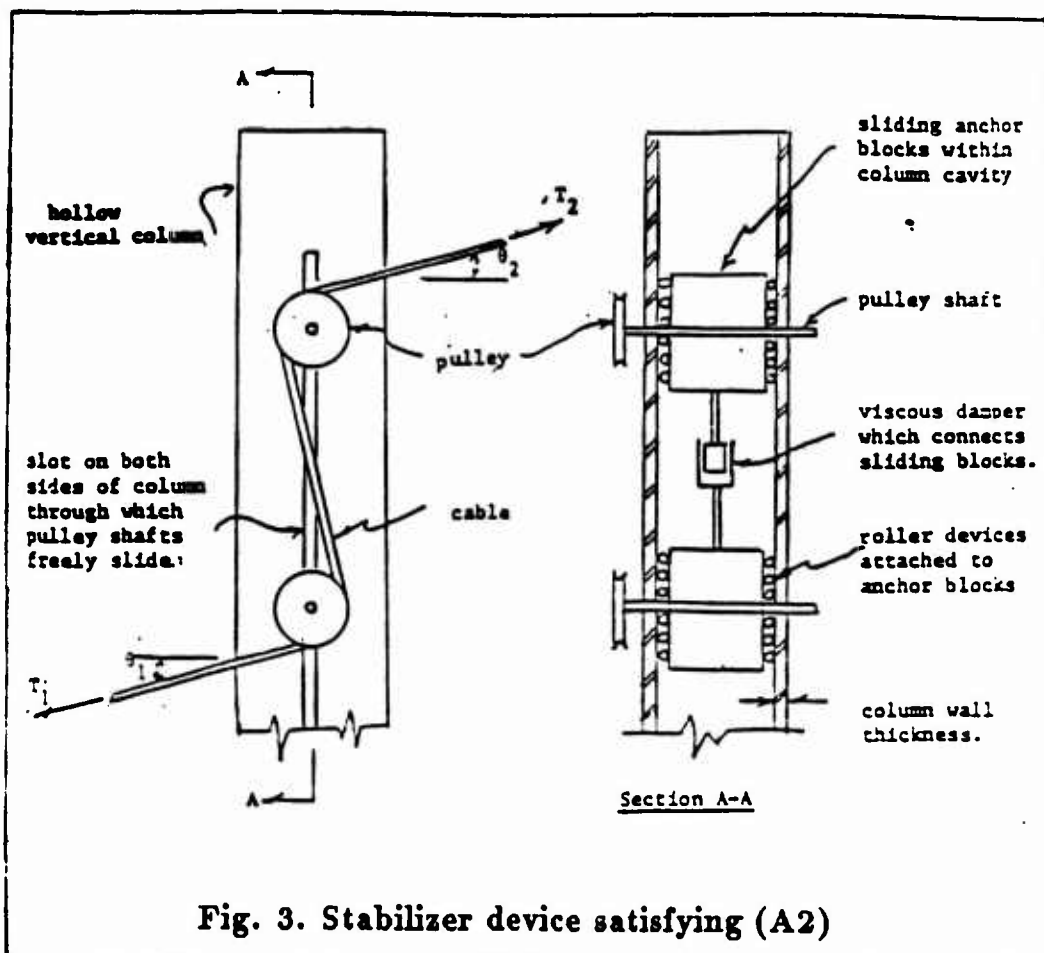 A
hollow
vertical column
T2
θ2
pulley
slot on both
sides of column
through which
pulley shafts
freely slide.
cable
θ1
T1
A
sliding anchor
blocks within
column cavity
pulley shaft
viscous damper
which connects
sliding blocks.
roller devices
attached to
anchor blocks
column wall
thickness.
Section A-A
Fig. 3. Stabilizer device satisfying (A2)